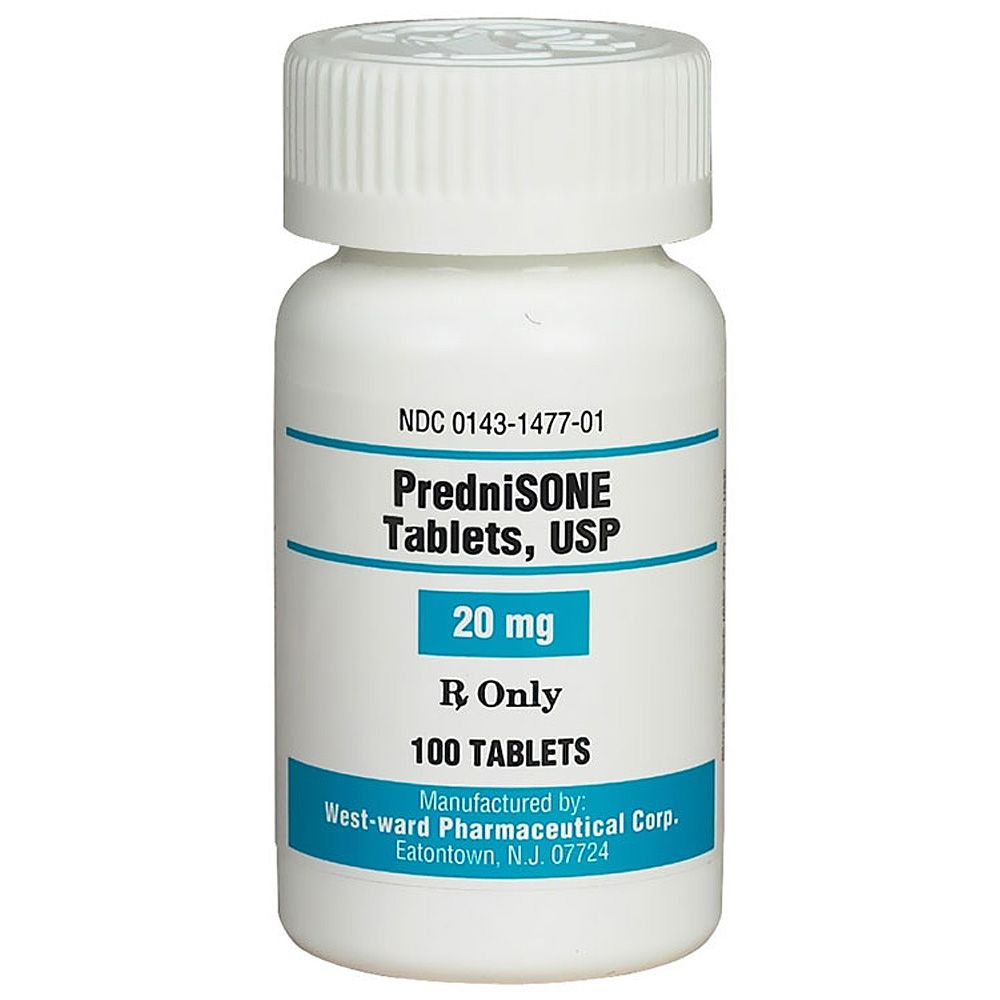 NDC 0143-1477-01
PredniSONE
Tablets, USP
20 mg
℞ Only
100 TABLETS
Manufactured by:
West-ward Pharmaceutical Corp.
Eatontown, N.J. 07724